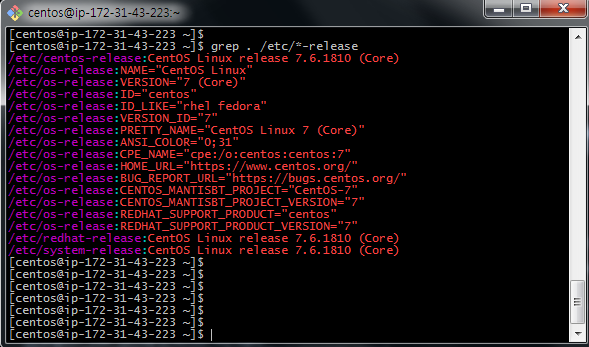 centos@ip-172-31-43-223:~
[centos@ip-172-31-43-223 ~]$
[centos@ip-172-31-43-223 ~]$ grep . /etc/*-release
/etc/centos-release:CentOS Linux release 7.6.1810 (Core)
/etc/os-release:NAME="CentOS Linux"
/etc/os-release:VERSION="7 (Core)"
/etc/os-release:ID="centos"
/etc/os-release:ID_LIKE="rhel fedora"
/etc/os-release:VERSION_ID="7"
/etc/os-release:PRETTY_NAME="CentOS Linux 7 (Core)"
/etc/os-release:ANSI_COLOR="0;31"
/etc/os-release:CPE_NAME="cpe:/o:centos:centos:7"
/etc/os-release:HOME_URL="https://www.centos.org/"
/etc/os-release:BUG_REPORT_URL="https://bugs.centos.org/"
/etc/os-release:CENTOS_MANTISBT_PROJECT="CentOS-7"
/etc/os-release:CENTOS_MANTISBT_PROJECT_VERSION="7"
/etc/os-release:REDHAT_SUPPORT_PRODUCT="centos"
/etc/os-release:REDHAT_SUPPORT_PRODUCT_VERSION="7"
/etc/redhat-release:CentOS Linux release 7.6.1810 (Core)
/etc/system-release:CentOS Linux release 7.6.1810 (Core)
[centos@ip-172-31-43-223 ~]$
[centos@ip-172-31-43-223 ~]$
[centos@ip-172-31-43-223 ~]$
[centos@ip-172-31-43-223 ~]$
[centos@ip-172-31-43-223 ~]$
[centos@ip-172-31-43-223 ~]$
[centos@ip-172-31-43-223 ~]$